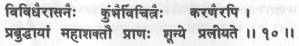 विविधैरासनैः कुंभैर्विचित्रैः करणैरपि ।
प्रबुद्धायां महाशक्तौ प्राणः शून्ये प्रलीयते ॥ १० ॥